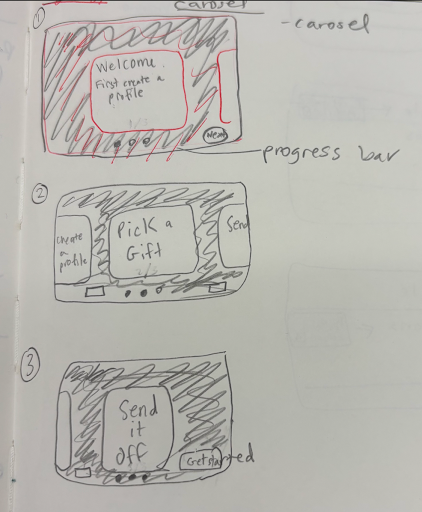 carosel
- carosel
①
Welcome.
First create a
profile
Next
progress bar
②
create
a
profile
Pick a
Gift
Send
③
Send
it
off
Get started